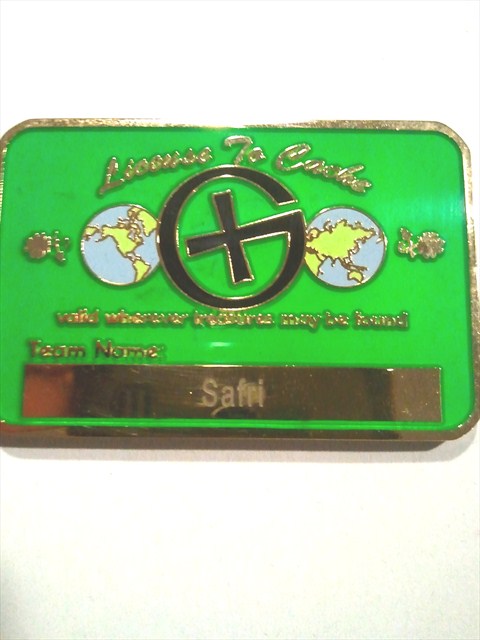 License To Cache
valid wherever treasures may be found
Team Name:
Safri